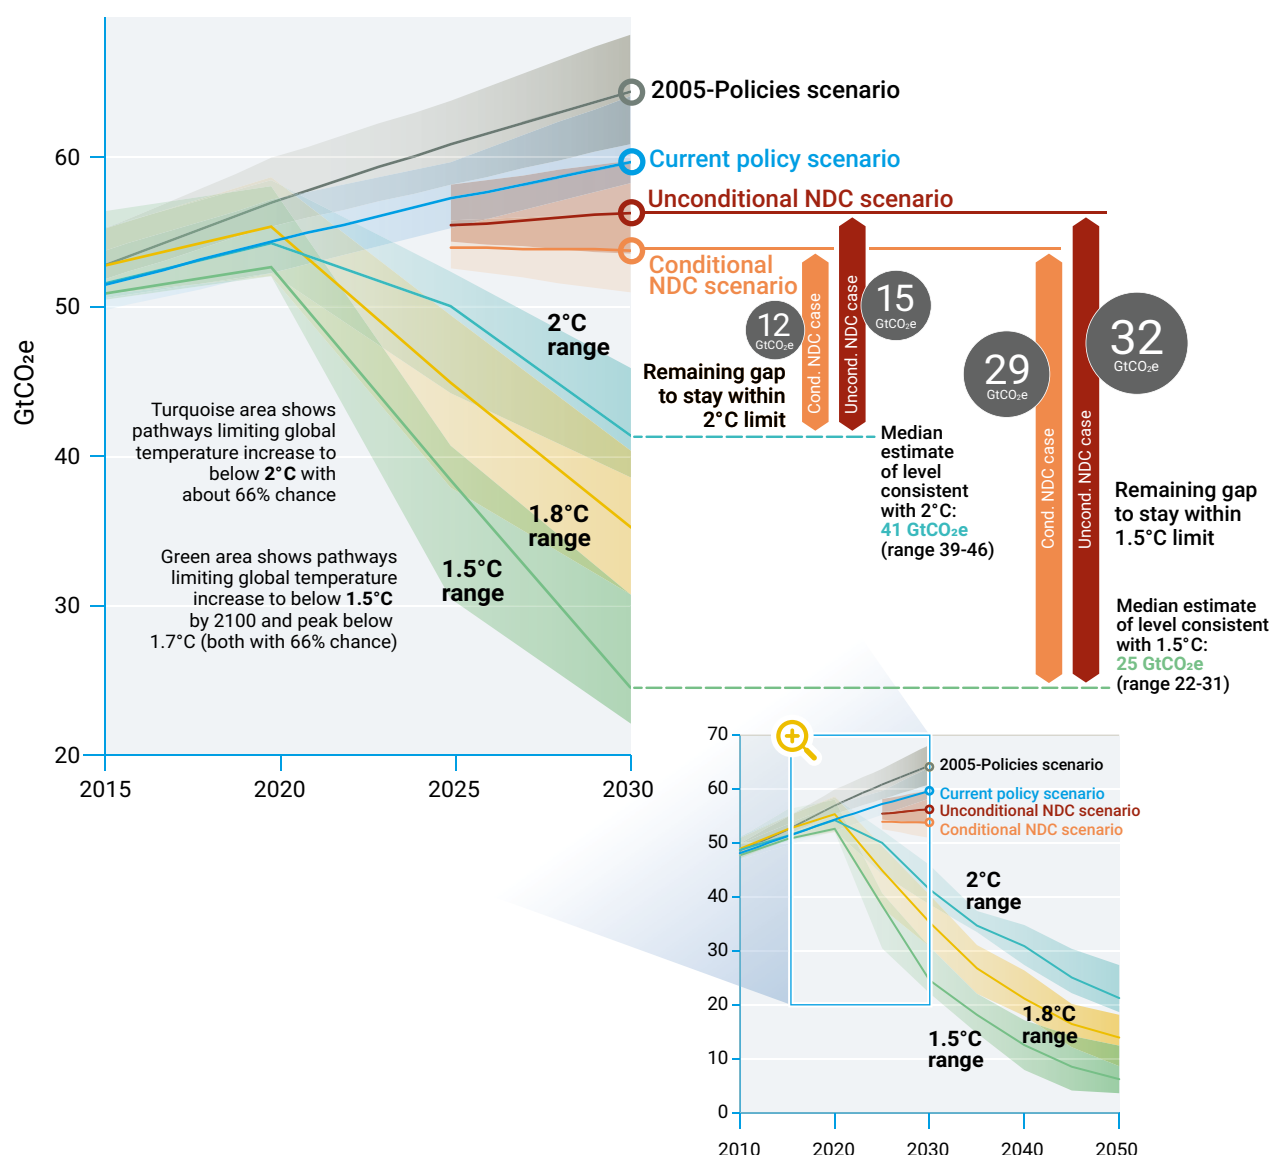 GtCO₂e
60
50
40
30
20
2015
2020
2025
2030
2005-Policies scenario
Current policy scenario
Unconditional NDC scenario
Conditional
NDC scenario
2°C
range
1.8°C
range
1.5°C
range
Turquoise area shows
pathways limiting global
temperature increase to
below 2°C with
about 66% chance
Green area shows pathways
limiting global temperature
increase to below 1.5°C
by 2100 and peak below
1.7°C (both with 66% chance)
12
GtCO₂e
Cond. NDC case
Uncond. NDC case
15
GtCO₂e
Remaining gap
to stay within
2°C limit
Median
estimate
of level
consistent
with 2°C:
41 GtCO₂e
(range 39-46)
29
GtCO₂e
Cond. NDC case
Uncond. NDC case
32
GtCO₂e
Remaining gap
to stay within
1.5°C limit
Median estimate
of level consistent
with 1.5°C:
25 GtCO₂e
(range 22-31)
70
60
50
40
30
20
10
0
2010
2020
2030
2040
2050
2005-Policies scenario
Current policy scenario
Unconditional NDC scenario
Conditional NDC scenario
2°C
range
1.8°C
range
1.5°C
range